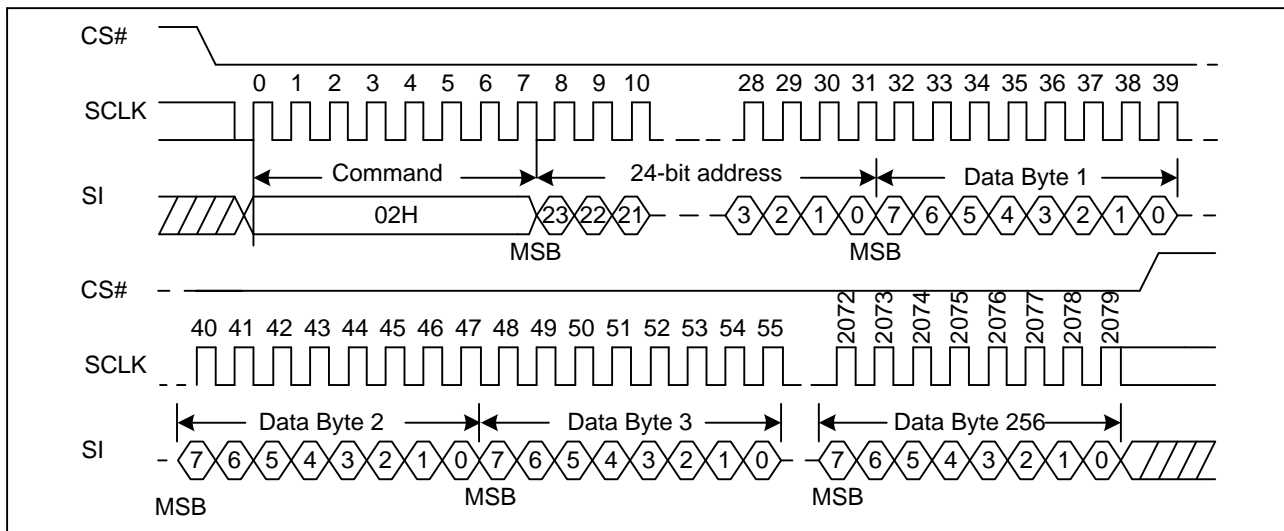 CS#
0 1 2 3 4 5 6 7 8 9 10 28 29 30 31 32 33 34 35 36 37 38 39
SCLK
Command 24-bit address Data Byte 1
SI
02H 23 22 21 3 2 1 0 7 6 5 4 3 2 1 0
MSB MSB
CS#
40 41 42 43 44 45 46 47 48 49 50 51 52 53 54 55 2072 2073 2074 2075 2076 2077 2078 2079
SCLK
Data Byte 2 Data Byte 3 Data Byte 256
SI
7 6 5 4 3 2 1 0 7 6 5 4 3 2 1 0 7 6 5 4 3 2 1 0
MSB MSB MSB